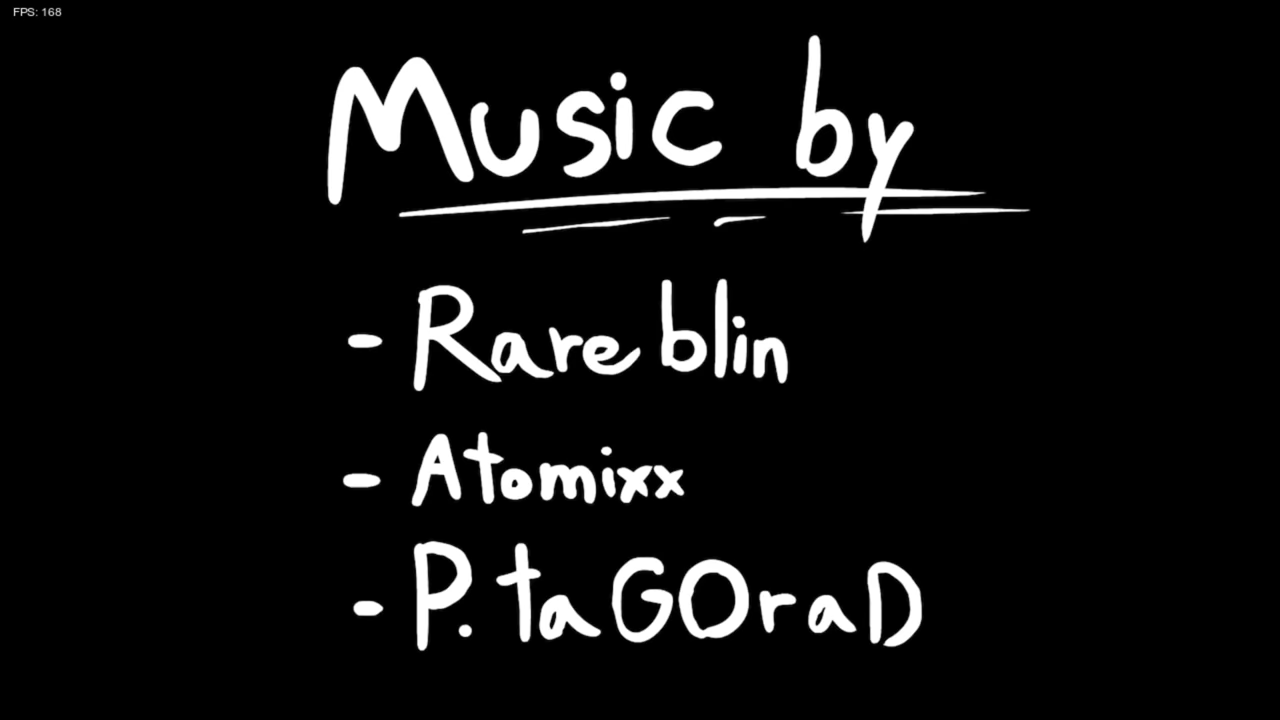 FPS: 168
Music by
- Rare blin
- Atomixx
- P.taGOraD